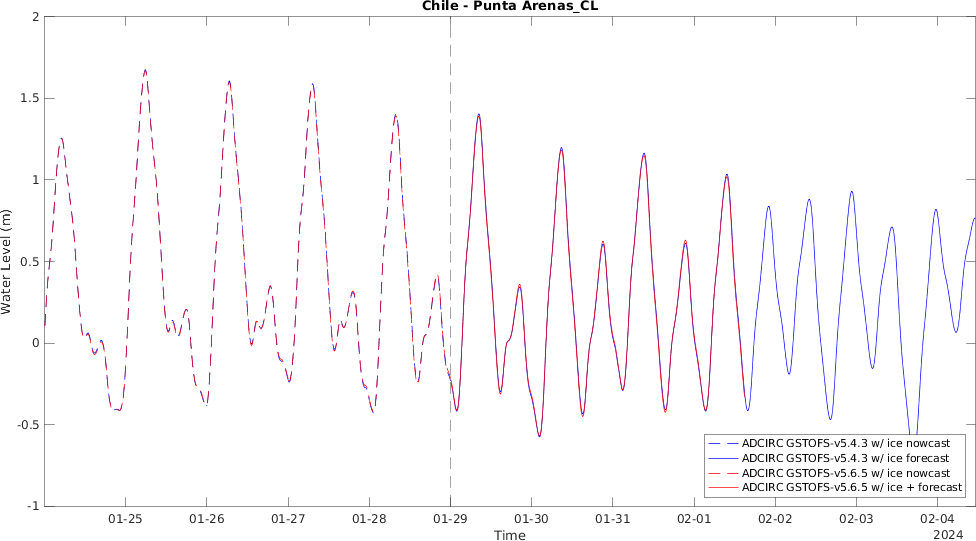 Chile - Punta Arenas_CL
Water Level (m)
2
1.5
1
0.5
0
-0.5
-1
01-25 01-26 01-27 01-28 01-29 01-30 01-31 02-01 02-02 02-03 02-04
Time
2024
ADCIRC GSTOFS-v5.4.3 w/ ice nowcast
ADCIRC GSTOFS-v5.4.3 w/ ice forecast
ADCIRC GSTOFS-v5.6.5 w/ ice nowcast
ADCIRC GSTOFS-v5.6.5 w/ ice + forecast